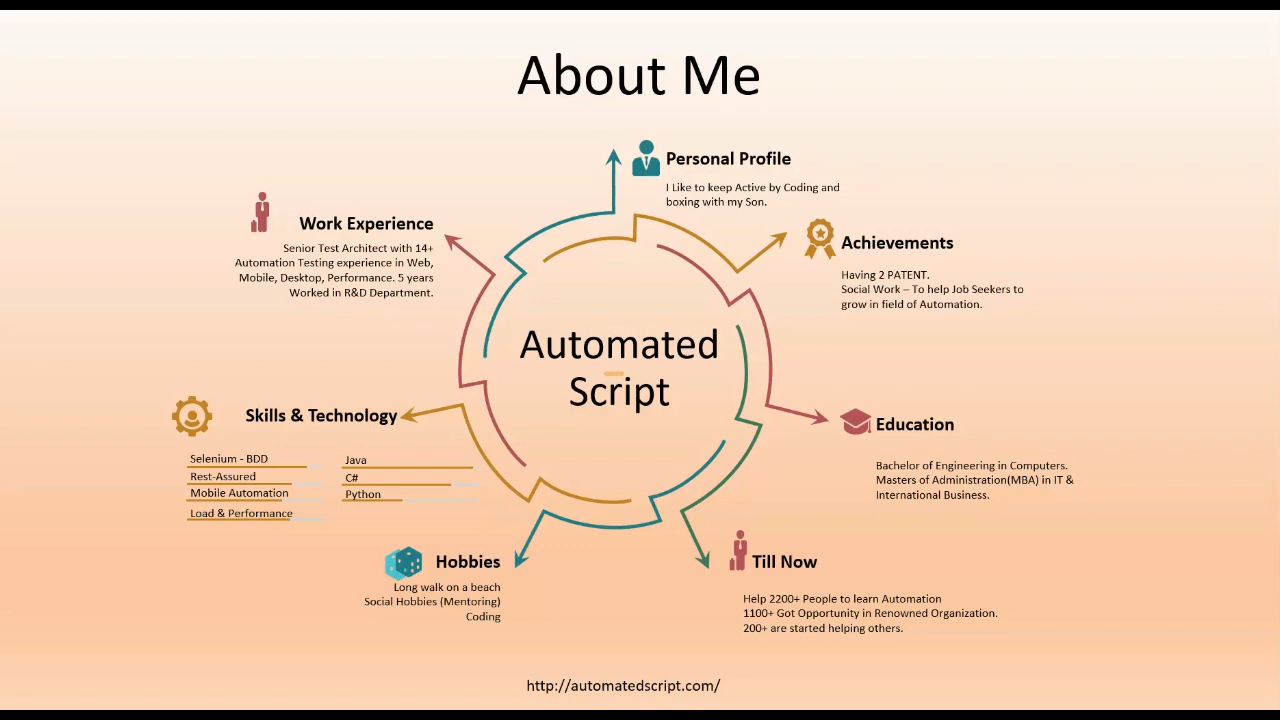 About Me
Personal Profile
I Like to keep Active by Coding and
boxing with my Son.
Work Experience
Senior Test Architect with 14+
Automation Testing experience in Web,
Mobile, Desktop, Performance. 5 years
Worked in R&D Department.
Achievements
Having 2 PATENT.
Social Work – To help Job Seekers to
grow in field of Automation.
Automated
Script
Skills & Technology
Selenium - BDD
Rest-Assured
Mobile Automation
Load & Performance
Java
C#
Python
Education
Bachelor of Engineering in Computers.
Masters of Administration(MBA) in IT &
International Business.
Hobbies
Long walk on a beach
Social Hobbies (Mentoring)
Coding
Till Now
Help 2200+ People to learn Automation
1100+ Got Opportunity in Renowned Organization.
200+ are started helping others.
http://automatedscript.com/